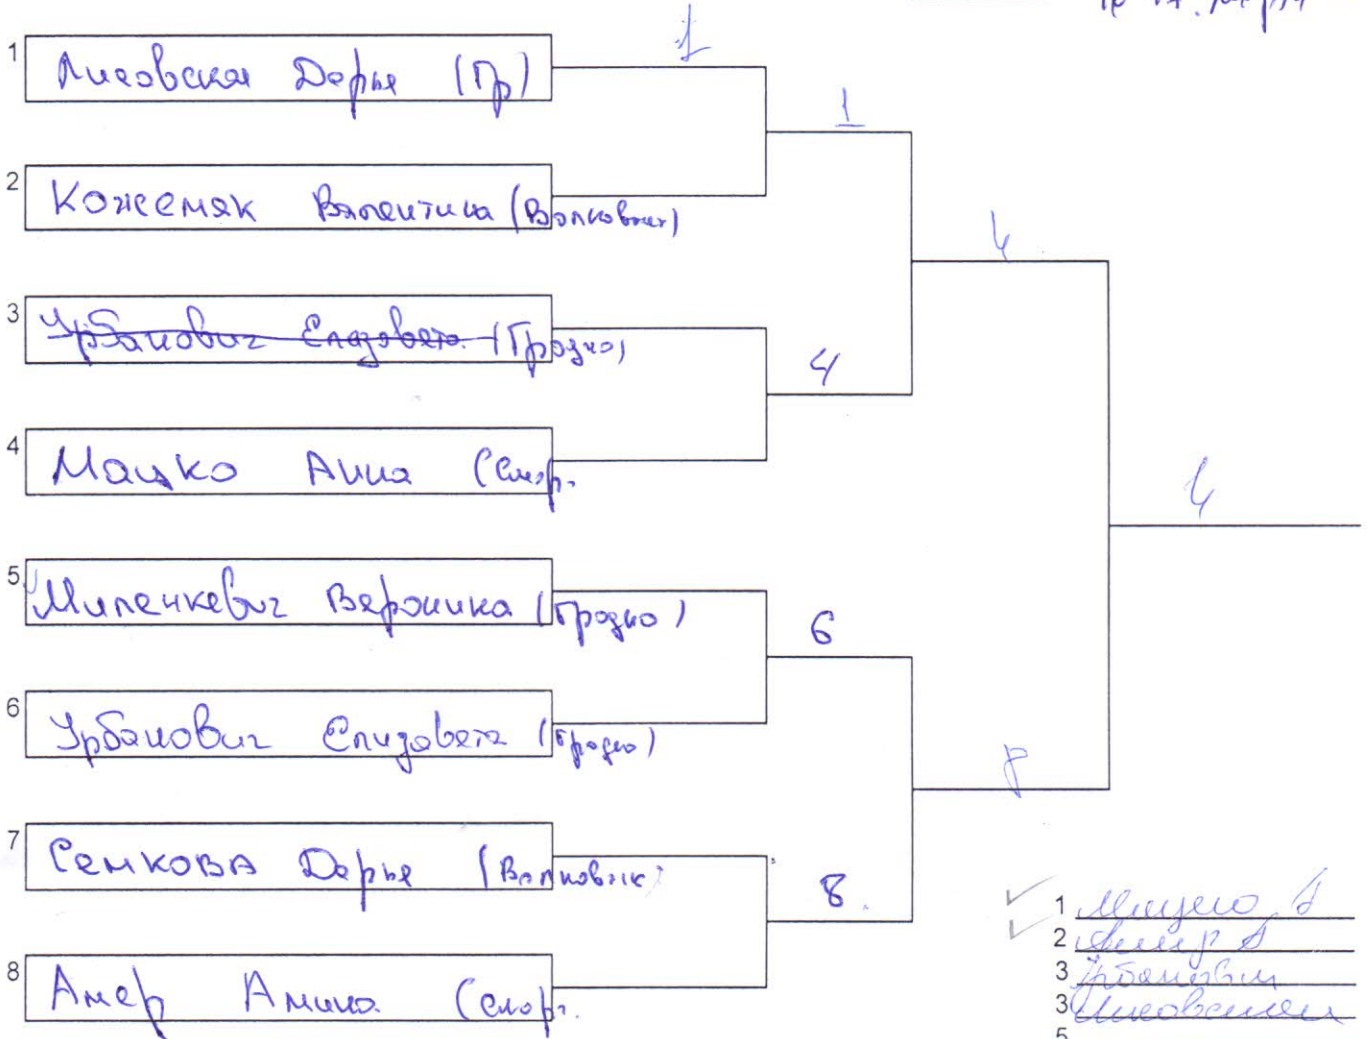 1 Лисовская Дарья (Гр)
1
1
2 Кожемяк Валентина (Волковыск)
4
3 Урбанович Елизавета (Гродно)
4
4 Мацко Анна (Смор.
4
5 Миленкевич Вероника (Гродно)
6
6 Урбанович Елизавета (Гродно)
8
7 Семкова Дарья (Волковыск)
8
8 Амер Амина (Смор.
1 Мацко А
2 Амер А
3 Урбанович
3 Лисовская
5